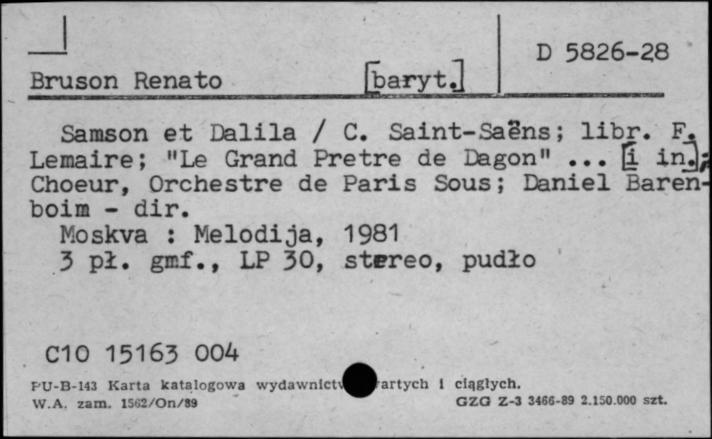 D 5826-28
Bruson Renato [baryt.]
Samson et Dalila / C. Saint-Saëns; libr. F.
Lemaire; "Le Grand Pretre de Dagon" ... [i in.];
Choeur, Orchestre de Paris Sous; Daniel Baren-
boim - dir.
Moskva : Melodija, 1981
3 pł. gmf., LP 30, stereo, pudło
C10 15163 004
PU-B-143 Karta katalogowa wydawnictw artych i ciągłych.
W.A. zam. 1562/On/89 GZG Z-3 3466-89 2.150.000 szt.